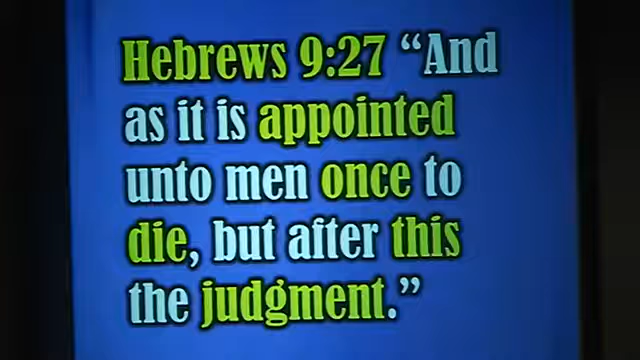 Hebrews 9:27 “And
as it is appointed
unto men once to
die, but after this
the judgment.”